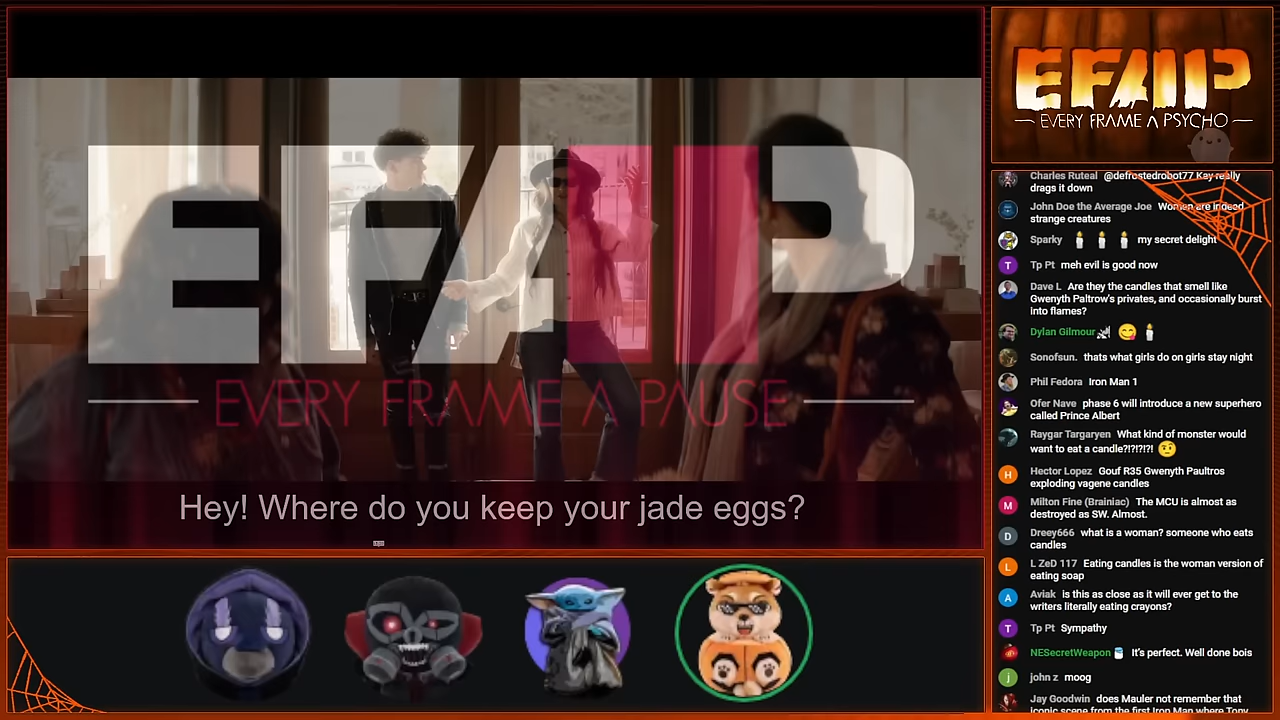 EFAP
EVERY FRAME A PAUSE
Hey! Where do you keep your jade eggs?
EFAP
EVERY FRAME A PSYCHO
Charles Ruteal @defrostedrobot77 Kay really
drags it down
John Doe the Average Joe Women are indeed
strange creatures
Sparky 🕯️ 🕯️ 🕯️ my secret delight
Tp Pt meh evil is good now
Dave L Are they the candles that smell like
Gwenyth Paltrow's privates, and occasionally burst
into flames?
Dylan Gilmour 😋 🕯️
Sonofsun. thats what girls do on girls stay night
Phil Fedora Iron Man 1
Ofer Nave phase 6 will introduce a new superhero
called Prince Albert
Raygar Targaryen What kind of monster would
want to eat a candle?!?!?!?! 🤨
H
Hector Lopez Gouf R35 Gwenyth Paultros
exploding vagene candles
M
Milton Fine (Brainiac) The MCU is almost as
destroyed as SW. Almost.
D
Dreey666 what is a woman? someone who eats
candles
L
L ZeD 117 Eating candles is the woman version of
eating soap
A
Aviak is this as close as it will ever get to the
writers literally eating crayons?
T
Tp Pt Sympathy
NESecretWeapon It's perfect. Well done bois
j
john z moog
Jay Goodwin does Mauler not remember that
iconic scene from the first Iron Man where Tony